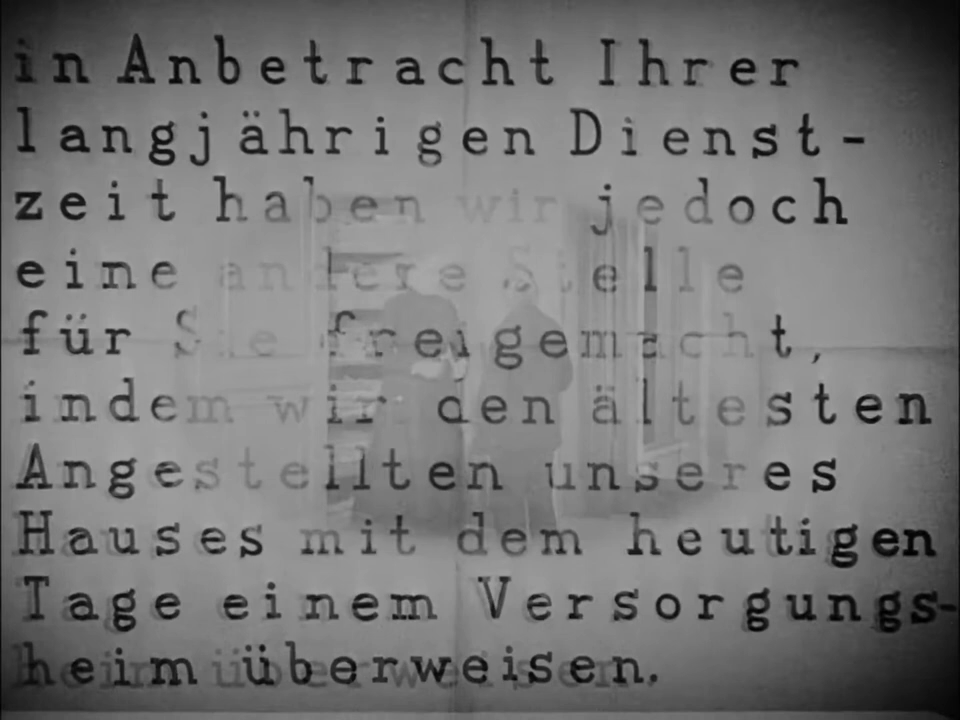 in Anbetracht Ihrer
langjährigen Dienst-
zeit haben wir jedoch
eine andere Stelle
für Sie freigemacht,
indem wir den ältesten
Angestellten unseres
Hauses mit dem heutigen
Tage einem Versorgungs-
heim überweisen.